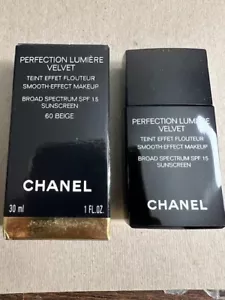 PERFECTION LUMIÈRE
VELVET
TEINT EFFET FLOUTEUR
SMOOTH-EFFECT MAKEUP
BROAD SPECTRUM SPF 15
SUNSCREEN
60 BEIGE
CHANEL
30 ml 1 FL.OZ.
PERFECTION LUMIÈRE
VELVET
TEINT EFFET FLOUTEUR
SMOOTH-EFFECT MAKEUP
BROAD SPECTRUM SPF 15
SUNSCREEN
CHANEL